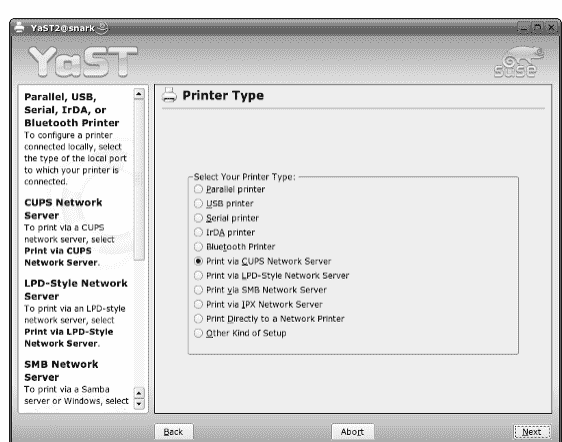 YaST2@snark
YaST
SUSE
Parallel, USB,
Serial, IrDA, or
Bluetooth Printer
To configure a printer
connected locally, select
the type of the local port
to which your printer is
connected.
CUPS Network
Server
To print via a CUPS
network server, select
Print via CUPS
Network Server.
LPD-Style Network
Server
To print via an LPD-style
network server, select
Print via LPD-Style
Network Server.
SMB Network
Server
To print via a Samba
server or Windows, select
Printer Type
Select Your Printer Type:
Parallel printer
USB printer
Serial printer
IrDA printer
Bluetooth Printer
Print via CUPS Network Server
Print via LPD-Style Network Server
Print via SMB Network Server
Print via IPX Network Server
Print Directly to a Network Printer
Other Kind of Setup
Back
Abort
Next